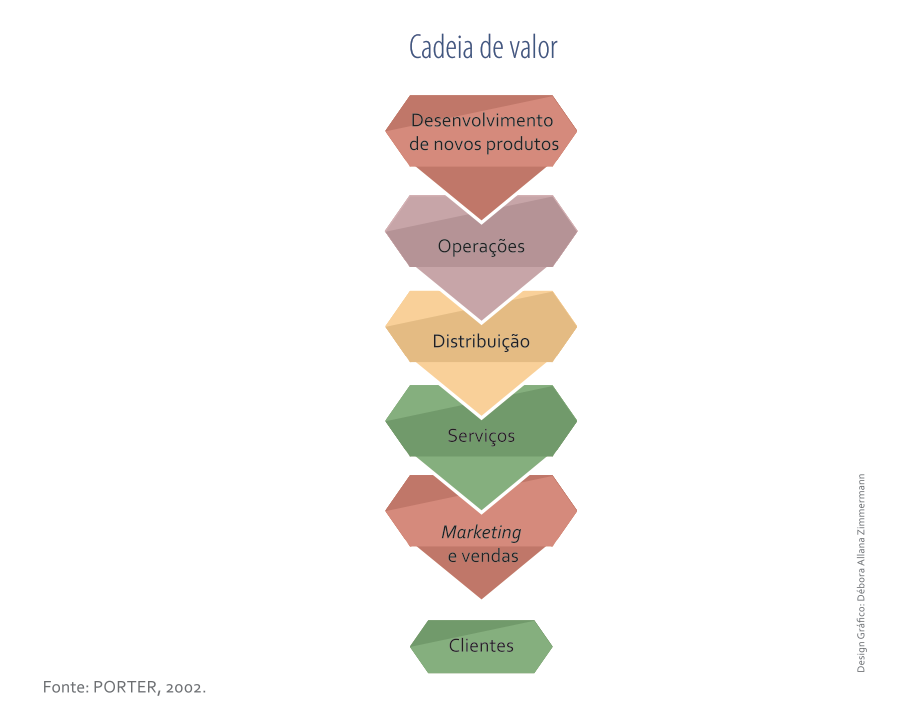 Cadeia de valor
Desenvolvimento
de novos produtos
Operações
Distribuição
Serviços
Marketing
e vendas
Clientes
Fonte: PORTER, 2002.
Design Gráfico: Débora Allana Zimmermann